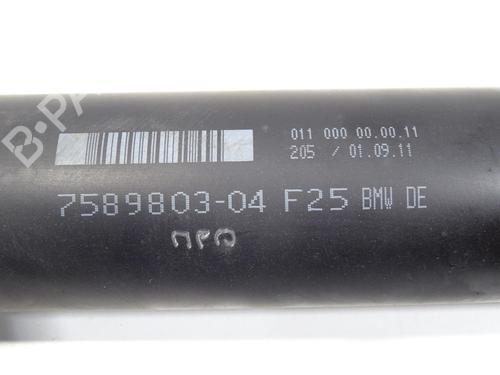 B-PA
011 000 00.00.11
205 / 01.09.11
7589803-04 F25 BMW DE